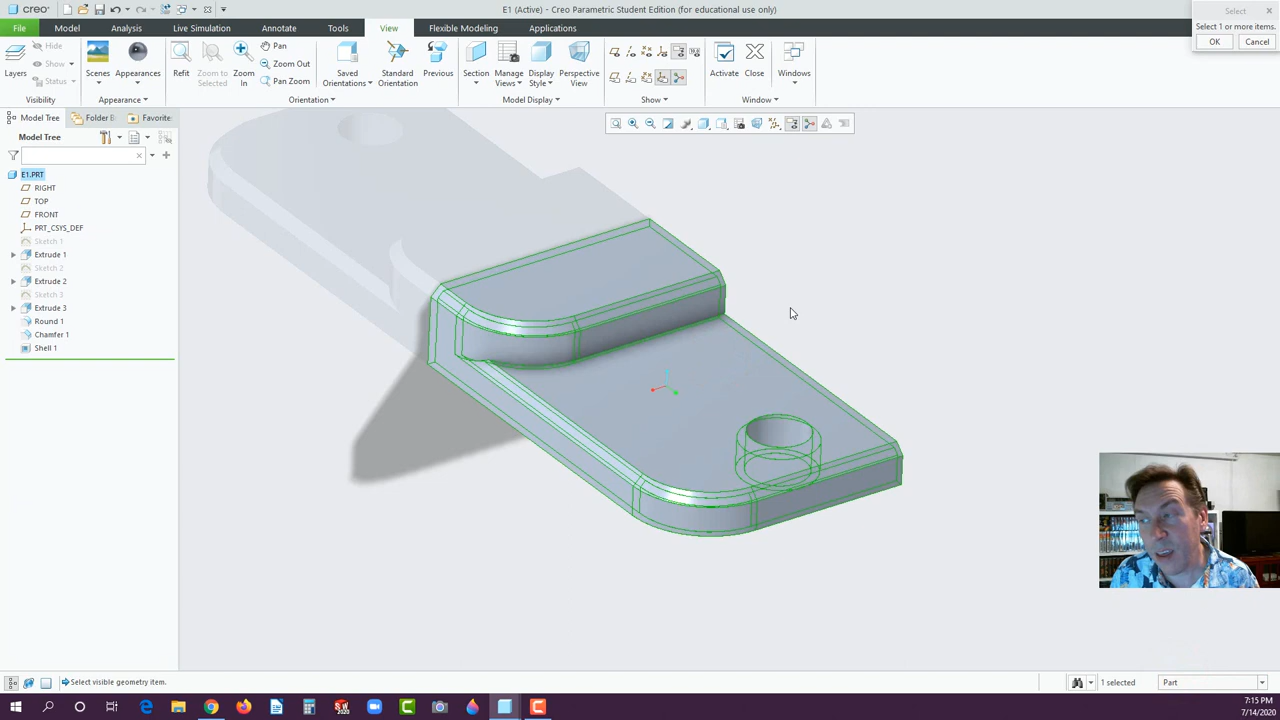 creo
E1 (Active) - Creo Parametric Student Edition (for educational use only)
Select
Select 1 or more items.
OK
Cancel
File
Model
Analysis
Live Simulation
Annotate
Tools
View
Flexible Modeling
Applications
Layers
Hide
Show
Status
Visibility
Scenes
Appearances
Appearance
Refit
Zoom to Selected
Zoom In
Pan
Zoom Out
Pan Zoom
Saved Orientations
Standard Orientation
Previous
Orientation
Section
Manage Views
Display Style
Perspective View
Model Display
Show
Activate
Close
Windows
Window
Model Tree
Folder B
Favorite
Model Tree
E1.PRT
RIGHT
TOP
FRONT
PRT_CSYS_DEF
Sketch 1
Extrude 1
Sketch 2
Extrude 2
Sketch 3
Extrude 3
Round 1
Chamfer 1
Shell 1
Select visible geometry item.
1 selected
Part
7:15 PM
7/14/2020